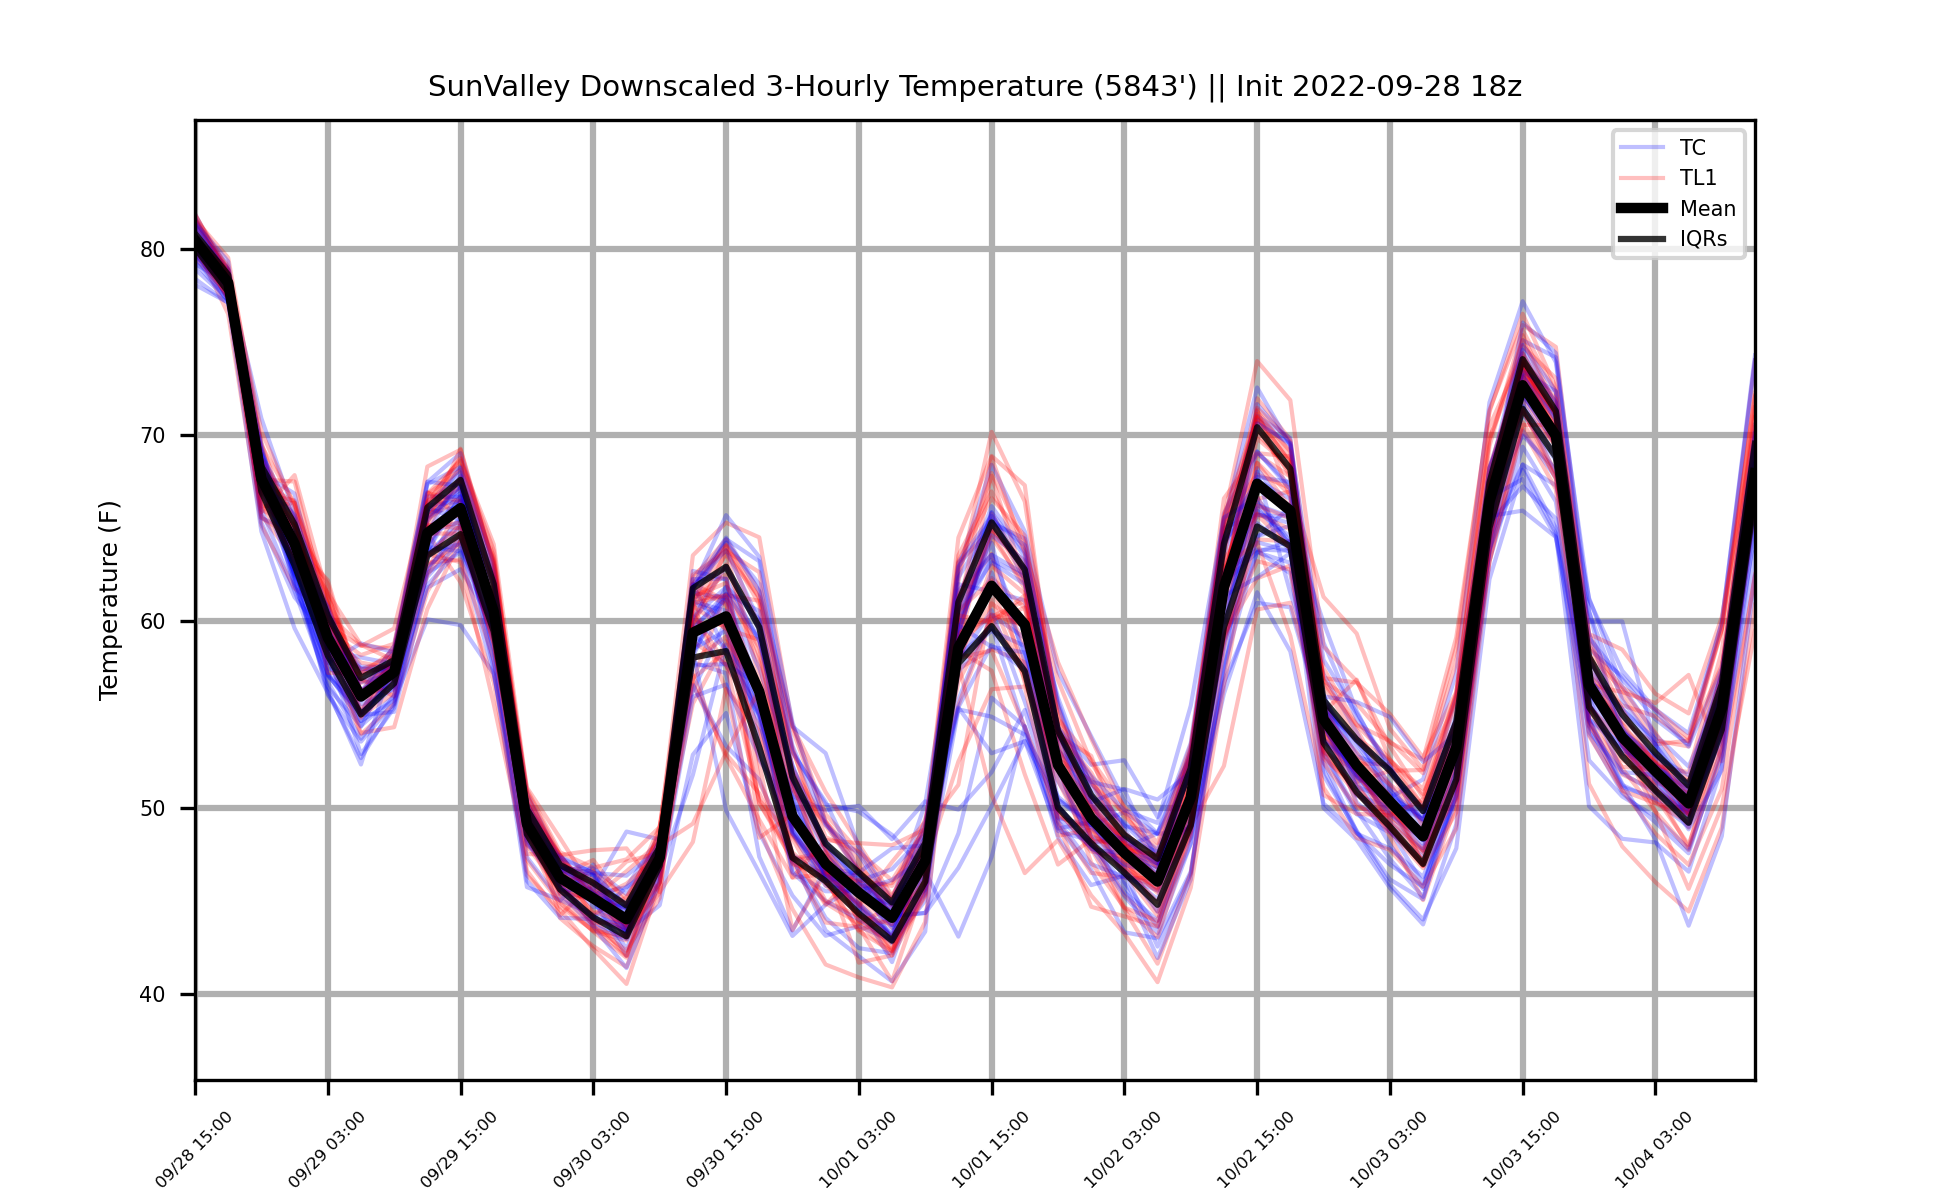 SunValley Downscaled 3-Hourly Temperature (5843') || Init 2022-09-28 18z
TC
TL1
Mean
IQRs
Temperature (F)
80
70
60
50
40
09/28 15:00
09/29 03:00
09/29 15:00
09/30 03:00
09/30 15:00
10/01 03:00
10/01 15:00
10/02 03:00
10/02 15:00
10/03 03:00
10/03 15:00
10/04 03:00